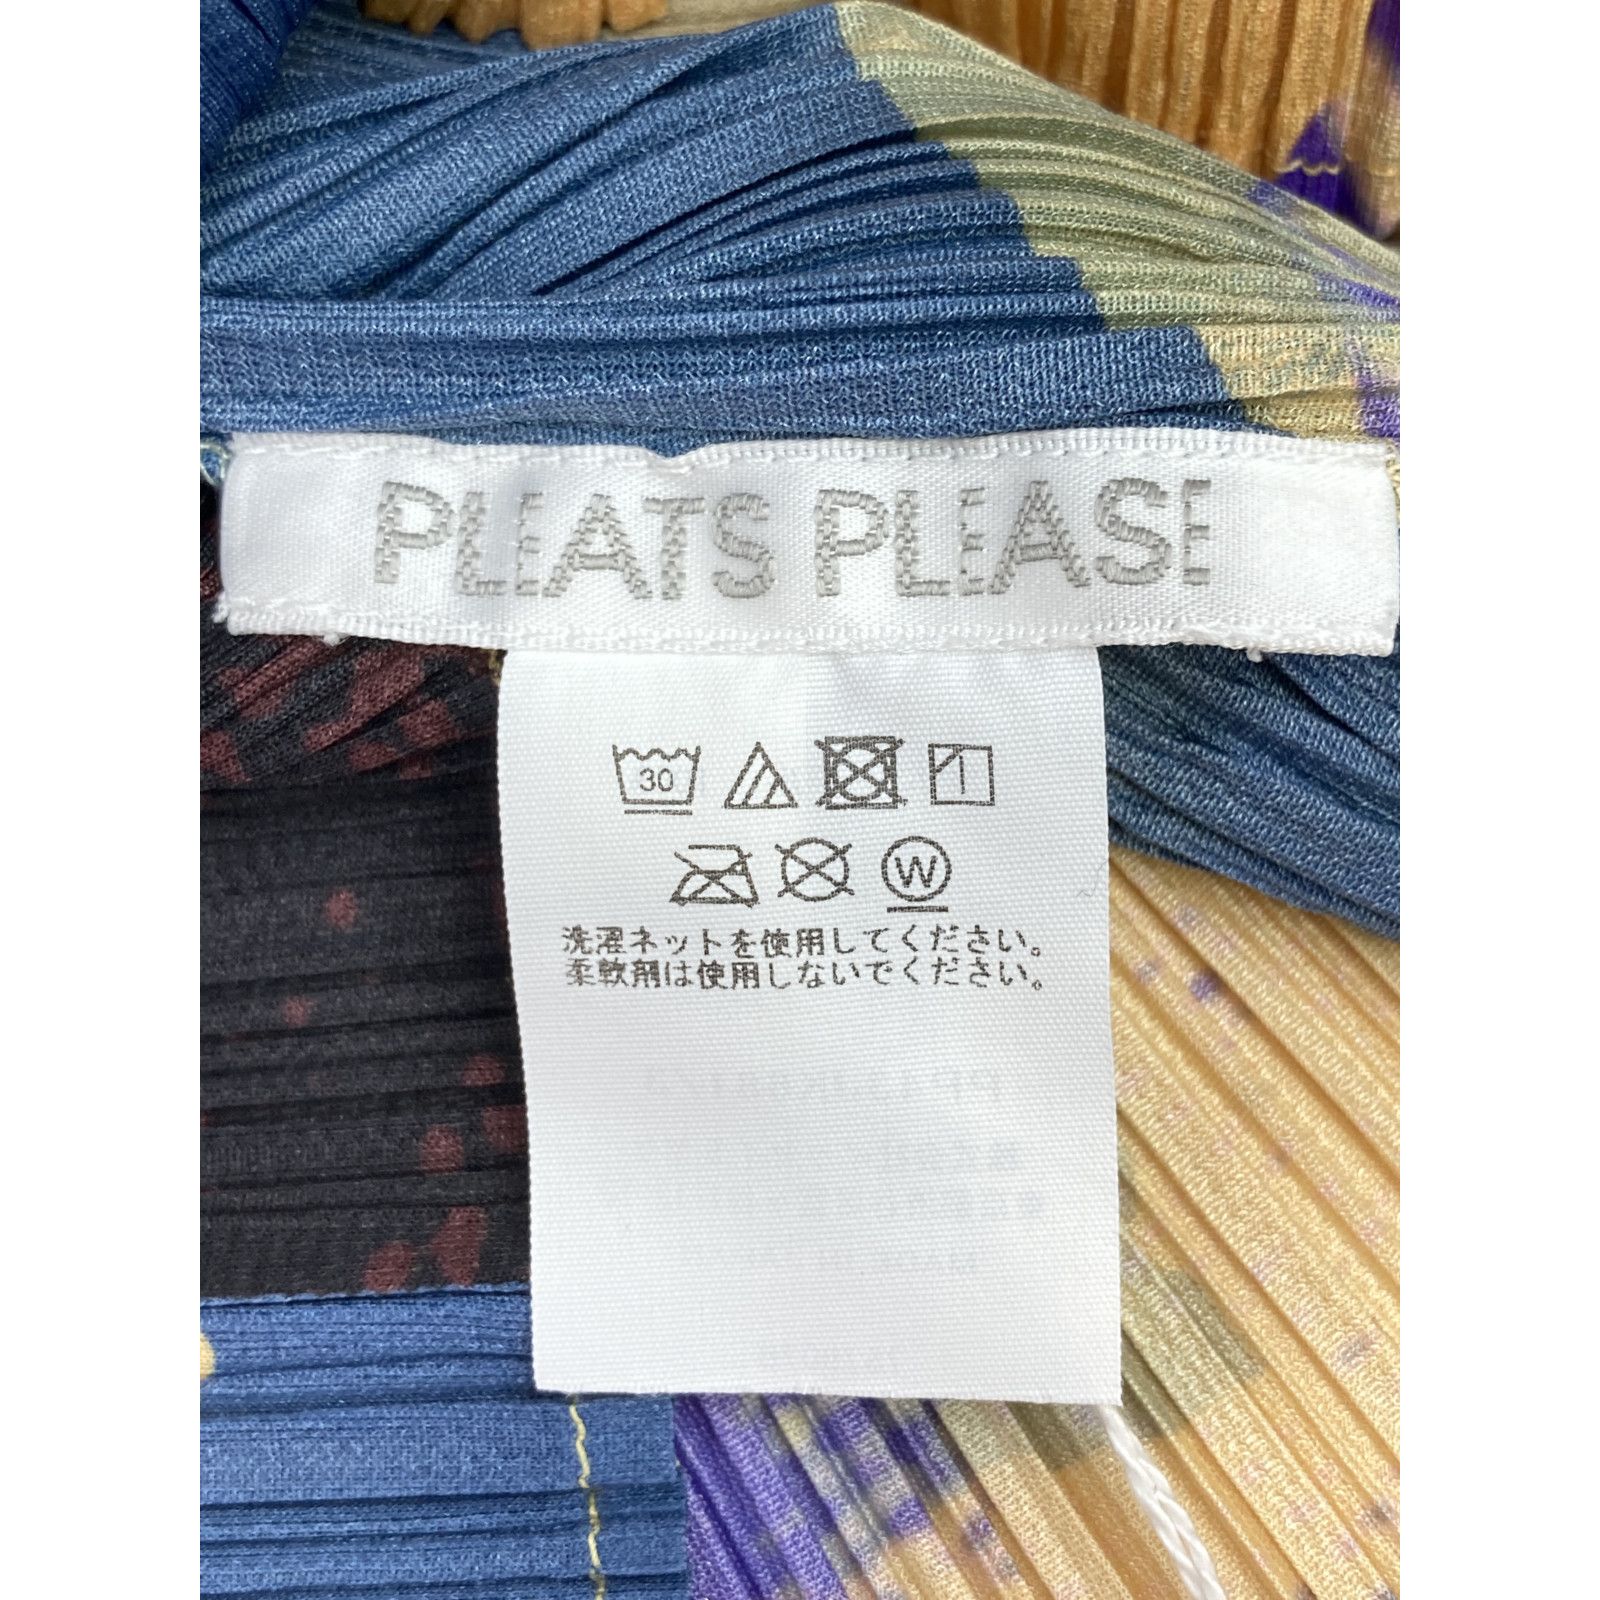 PLEATS PLEASE
30
W
洗濯ネットを使用してください。
柔軟剤は使用しないでください。